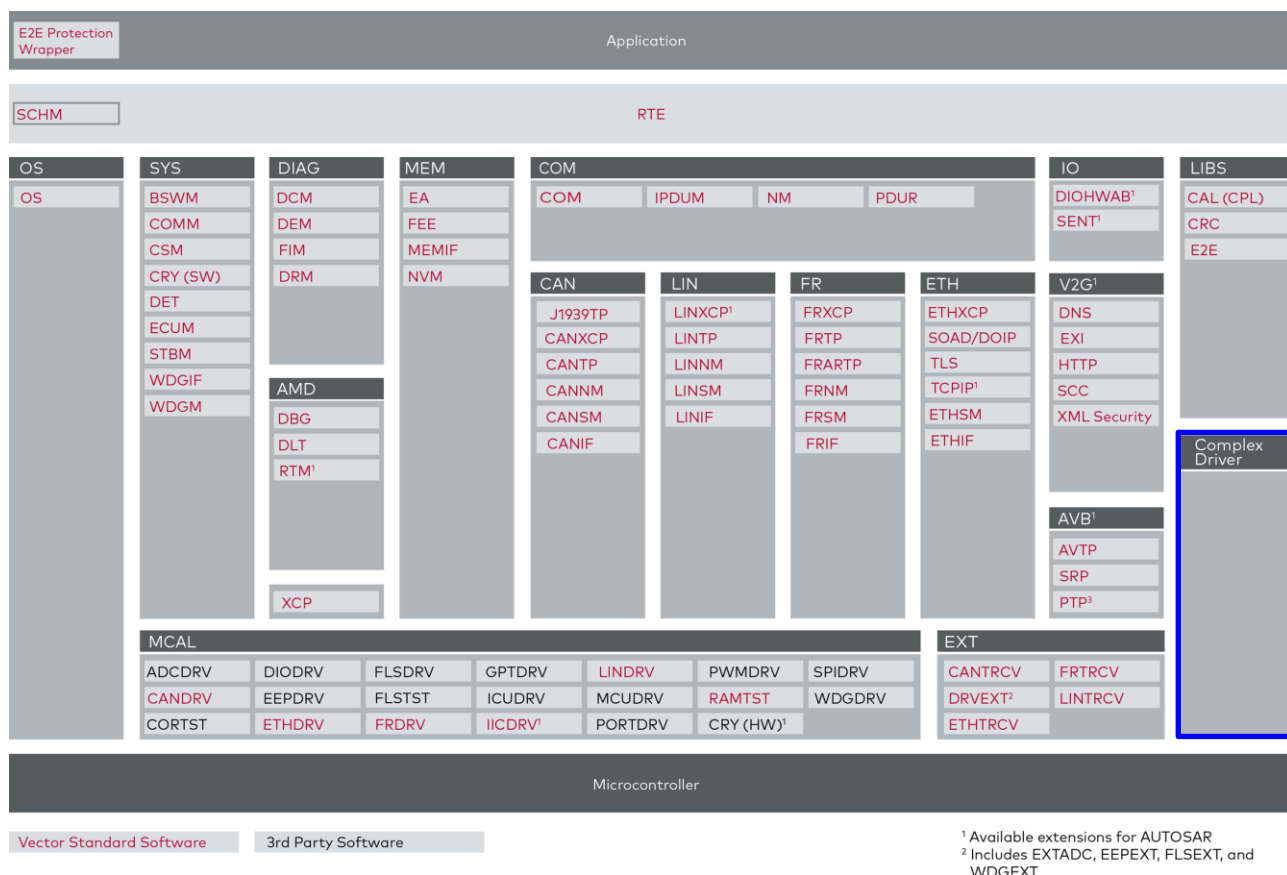 E2E Protection
Wrapper
Application
SCHM
RTE
OS
OS
SYS
BSWM
COMM
CSM
CRY (SW)
DET
ECUM
STBM
WDGIF
WDGM
DIAG
DCM
DEM
FIM
DRM
AMD
DBG
DLT
RTM¹
XCP
MEM
EA
FEE
MEMIF
NVM
COM
COM IPDUM NM PDUR
CAN
J1939TP
CANXCP
CANTP
CANNM
CANSM
CANIF
LIN
LINXCP¹
LINTP
LINNM
LINSM
LINIF
FR
FRXCP
FRTP
FRARTP
FRNM
FRSM
FRIF
ETH
ETHXCP
SOAD/DOIP
TLS
TCPIP¹
ETHSM
ETHIF
IO
DIOHWAB¹
SENT¹
V2G¹
DNS
EXI
HTTP
SCC
XML Security
AVB¹
AVTP
SRP
PTP³
LIBS
CAL (CPL)
CRC
E2E
Complex
Driver
MCAL
ADCDRV DIODRV FLSDRV GPTDRV LINDRV PWMDRV SPIDRV
CANDRV EEPDRV FLSTST ICUDRV MCUDRV RAMTST WDGDRV
CORTST ETHDRV FRDRV IICDRV¹ PORTDRV CRY (HW)¹
EXT
CANTRCV FRTRCV
DRVEXT² LINTRCV
ETHTRCV
Microcontroller
Vector Standard Software 3rd Party Software
¹ Available extensions for AUTOSAR
² Includes EXTADC, EEPEXT, FLSEXT, and
WDGEXT